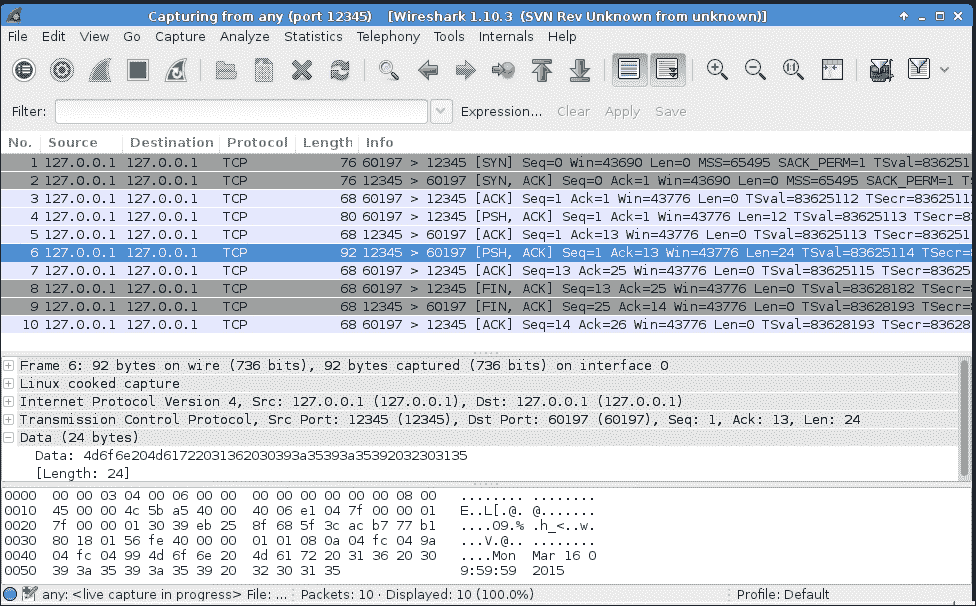 Capturing from any (port 12345)    [Wireshark 1.10.3  (SVN Rev Unknown from unknown)]
File Edit View Go Capture Analyze Statistics Telephony Tools Internals Help
Filter: Expression... Clear Apply Save
No. Source Destination Protocol Length Info
1 127.0.0.1 127.0.0.1 TCP 76 60197 > 12345 [SYN] Seq=0 Win=43690 Len=0 MSS=65495 SACK_PERM=1 TSval=836251
2 127.0.0.1 127.0.0.1 TCP 76 12345 > 60197 [SYN, ACK] Seq=0 Ack=1 Win=43690 Len=0 MSS=65495 SACK_PERM=1 T
3 127.0.0.1 127.0.0.1 TCP 68 60197 > 12345 [ACK] Seq=1 Ack=1 Win=43776 Len=0 TSval=83625112 TSecr=8362511
4 127.0.0.1 127.0.0.1 TCP 80 60197 > 12345 [PSH, ACK] Seq=1 Ack=1 Win=43776 Len=12 TSval=83625113 TSecr=8
5 127.0.0.1 127.0.0.1 TCP 68 12345 > 60197 [ACK] Seq=1 Ack=13 Win=43776 Len=0 TSval=83625113 TSecr=83625
6 127.0.0.1 127.0.0.1 TCP 92 12345 > 60197 [PSH, ACK] Seq=1 Ack=13 Win=43776 Len=24 TSval=83625114 TSecr=
7 127.0.0.1 127.0.0.1 TCP 68 60197 > 12345 [ACK] Seq=13 Ack=25 Win=43776 Len=0 TSval=83625115 TSecr=83625
8 127.0.0.1 127.0.0.1 TCP 68 60197 > 12345 [FIN, ACK] Seq=13 Ack=25 Win=43776 Len=0 TSval=83628182 TSecr=
9 127.0.0.1 127.0.0.1 TCP 68 12345 > 60197 [FIN, ACK] Seq=25 Ack=14 Win=43776 Len=0 TSval=83628193 TSecr=
10 127.0.0.1 127.0.0.1 TCP 68 60197 > 12345 [ACK] Seq=14 Ack=26 Win=43776 Len=0 TSval=83628193 TSecr=83628
Frame 6: 92 bytes on wire (736 bits), 92 bytes captured (736 bits) on interface 0
Linux cooked capture
Internet Protocol Version 4, Src: 127.0.0.1 (127.0.0.1), Dst: 127.0.0.1 (127.0.0.1)
Transmission Control Protocol, Src Port: 12345 (12345), Dst Port: 60197 (60197), Seq: 1, Ack: 13, Len: 24
Data (24 bytes)
Data: 4d6f6e204d61722031362030393a35393a35392032303135
[Length: 24]
0000 00 00 03 04 00 06 00 00 00 00 00 00 00 00 08 00 ........ ........
0010 45 00 00 4c 5b a5 40 00 40 06 e1 04 7f 00 00 01 E..L[.@. @.......
0020 7f 00 00 01 30 39 eb 25 8f 68 5f 3c ac b7 77 b1 ....09.% .h_<..w.
0030 80 18 01 56 fe 40 00 00 01 01 08 0a 04 fc 04 9a ...V.@.. ........
0040 04 fc 04 99 4d 6f 6e 20 4d 61 72 20 31 36 20 30 ....Mon Mar 16 0
0050 39 3a 35 39 3a 35 39 20 32 30 31 35 9:59:59 2015
any: <live capture in progress> File: ... Packets: 10 · Displayed: 10 (100.0%) Profile: Default